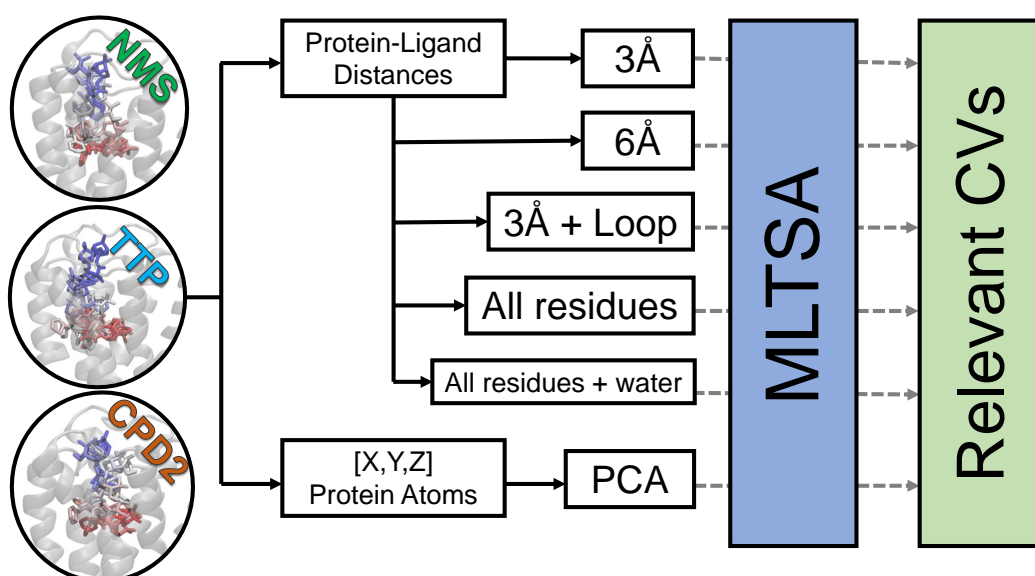 NMS
TTP
CPD2
Protein-Ligand
Distances
3Å
6Å
3Å + Loop
All residues
All residues + water
[X,Y,Z]
Protein Atoms
PCA
MLTSA
Relevant CVs